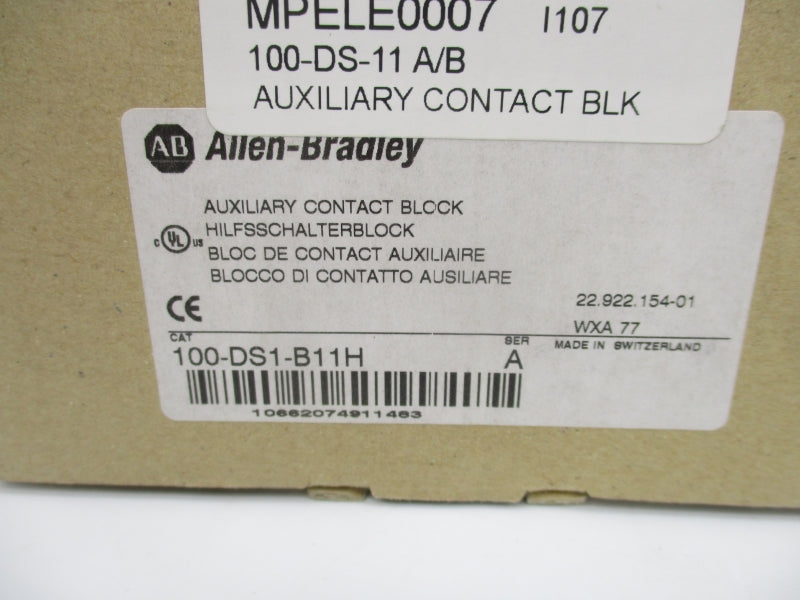 MPELE0007 I107
100-DS-11 A/B
AUXILIARY CONTACT BLK
AB Allen-Bradley
AUXILIARY CONTACT BLOCK
HILFSSCHALTERBLOCK
BLOC DE CONTACT AUXILIAIRE
BLOCCO DI CONTATTO AUSILIARE
C UL US
CE
22.922.154-01
WXA 77
CAT SER MADE IN SWITZERLAND
100-DS1-B11H A
10662074911463